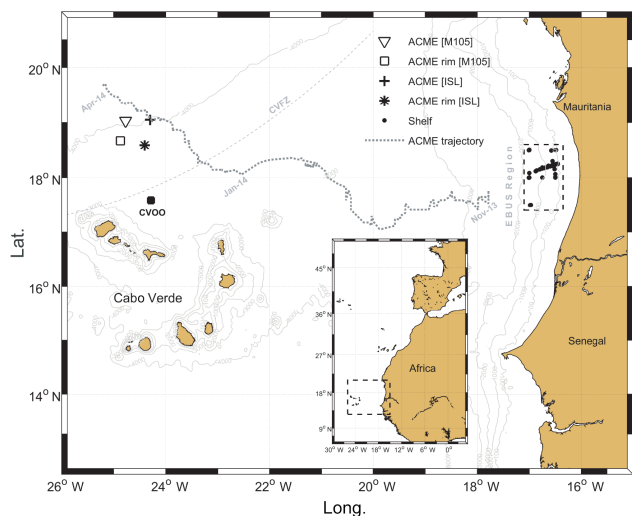 ACME [M105]
ACME rim [M105]
ACME [ISL]
ACME rim [ISL]
Shelf
ACME trajectory
20° N
18° N
16° N
14° N
Lat.
Apr-14
CVFZ
Jan-14
Nov-13
EBUS Region
Mauritania
CVOO
Cabo Verde
Senegal
45° N
36° N
27° N
18° N
9° N
Africa
30° W 24° W 18° W 12° W 6° W 0° W
26° W 24° W 22° W 20° W 18° W 16° W
Long.